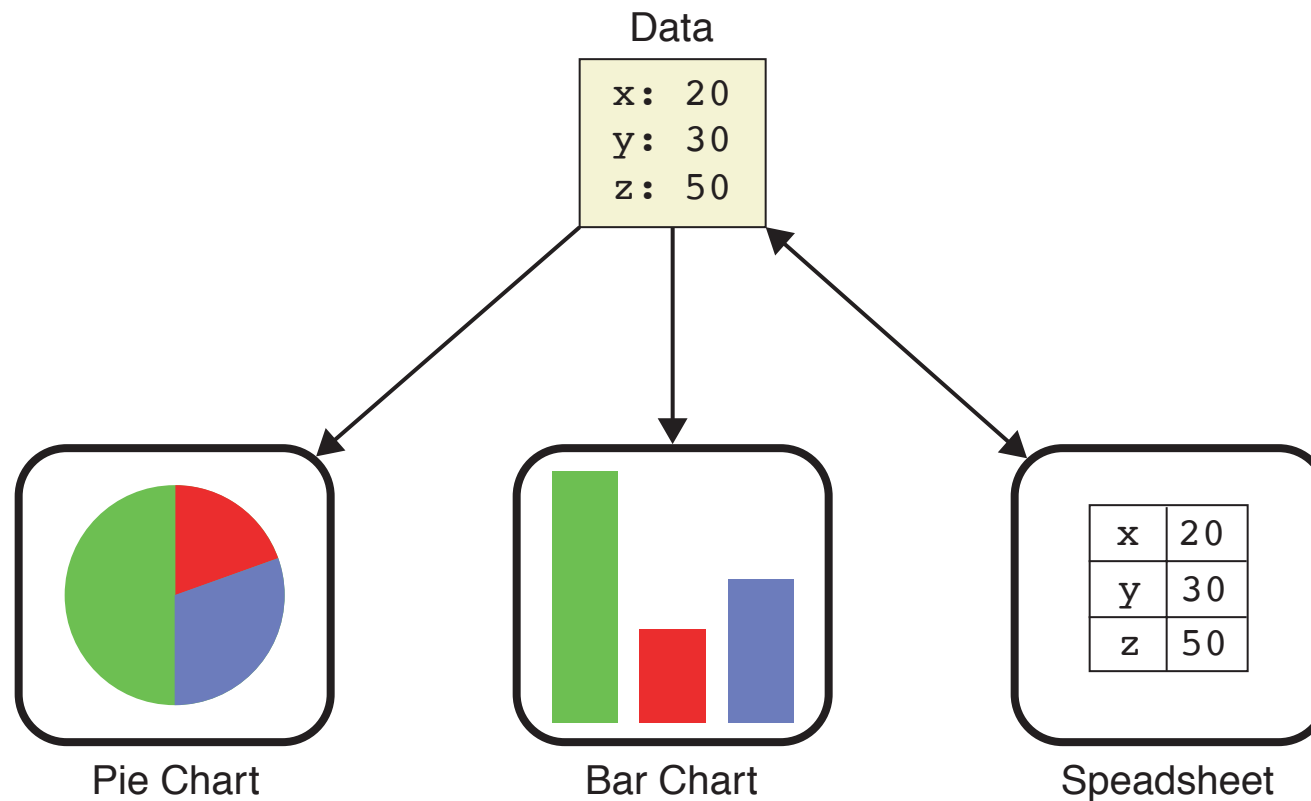 Data
x: 20
y: 30
z: 50
x 20
y 30
z 50
Pie Chart
Bar Chart
Speadsheet